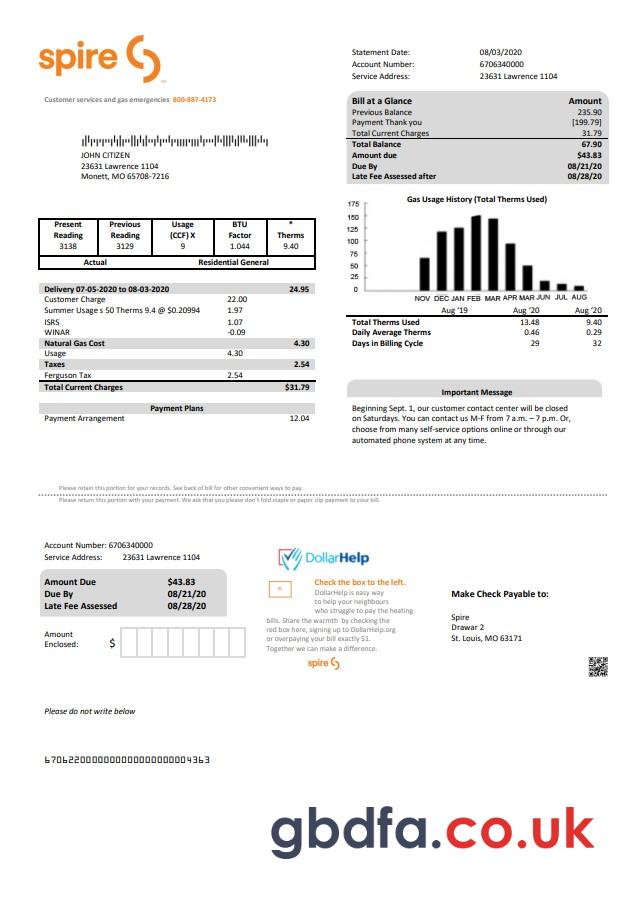 spire
Customer services and gas emergencies 800-887-4173
Statement Date: 08/03/2020
Account Number: 6706340000
Service Address: 23631 Lawrence 1104
JOHN CITIZEN
23631 Lawrence 1104
Monett, MO 65708-7216
Bill at a Glance Amount
Previous Balance 235.90
Payment Thank you [199.79]
Total Current Charges 31.79
Total Balance 67.90
Amount due $43.83
Due By 08/21/20
Late Fee Assessed after 08/28/20
Present Reading Previous Reading Usage (CCF) X BTU Factor * Therms
3138 3129 9 1.044 9.40
Actual Residential General
Gas Usage History (Total Therms Used)
175
150
125
100
75
50
25
0
NOV DEC JAN FEB MAR APR MAR JUN JUL AUG
Aug '19 Aug '20 Aug '20
Total Therms Used 13.48 9.40
Daily Average Therms 0.46 0.29
Days in Billing Cycle 29 32
Delivery 07-05-2020 to 08-03-2020 24.95
Customer Charge 22.00
Summer Usage s 50 Therms 9.4 @ $0.20994 1.97
ISRS 1.07
WINAR -0.09
Natural Gas Cost 4.30
Usage 4.30
Taxes 2.54
Ferguson Tax 2.54
Total Current Charges $31.79
Payment Plans
Payment Arrangement 12.04
Important Message
Beginning Sept. 1, our customer contact center will be closed
on Saturdays. You can contact us M-F from 7 a.m. – 7 p.m. Or,
choose from many self-service options online or through our
automated phone system at any time.
Please retain this portion for your records. See back of bill for other convenient ways to pay.
Please return this portion with your payment. We ask that you please don't fold staple or paper clip payment to your bill.
Account Number: 6706340000
Service Address: 23631 Lawrence 1104
Amount Due $43.83
Due By 08/21/20
Late Fee Assessed 08/28/20
Amount Enclosed: $
DollarHelp
Check the box to the left.
DollarHelp is easy way
to help your neighbours
who struggle to pay the heating
bills. Share the warmth by checking the
red box here, signing up to DollarHelp.org
or overpaying your bill exactly $1.
Together we can make a difference.
spire
Make Check Payable to:
Spire
Drawar 2
St. Louis, MO 63171
Please do not write below
gbdfa.co.uk